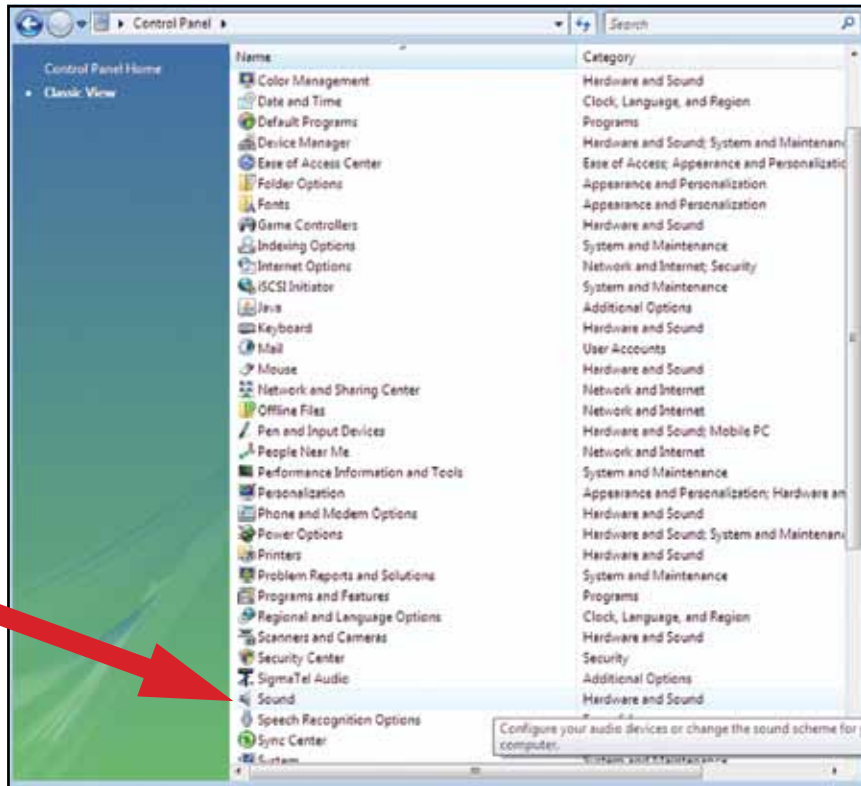 Control Panel Search
Control Panel Home
Classic View
Name Category
Color Management Hardware and Sound
Date and Time Clock, Language, and Region
Default Programs Programs
Device Manager Hardware and Sound; System and Maintenan
Ease of Access Center Ease of Access; Appearance and Personalizatic
Folder Options Appearance and Personalization
Fonts Appearance and Personalization
Game Controllers Hardware and Sound
Indexing Options System and Maintenance
Internet Options Network and Internet; Security
iSCSI Initiator System and Maintenance
Java Additional Options
Keyboard Hardware and Sound
Mail User Accounts
Mouse Hardware and Sound
Network and Sharing Center Network and Internet
Offline Files Network and Internet
Pen and Input Devices Hardware and Sound; Mobile PC
People Near Me Network and Internet
Performance Information and Tools System and Maintenance
Personalization Appearance and Personalization; Hardware an
Phone and Modem Options Hardware and Sound
Power Options Hardware and Sound; System and Maintenan
Printers Hardware and Sound
Problem Reports and Solutions System and Maintenance
Programs and Features Programs
Regional and Language Options Clock, Language, and Region
Scanners and Cameras Hardware and Sound
Security Center Security
SigmaTel Audio Additional Options
Sound Hardware and Sound
Speech Recognition Options
Configure your audio devices or change the sound scheme for
Sync Center
computer.
System System and Maintenance